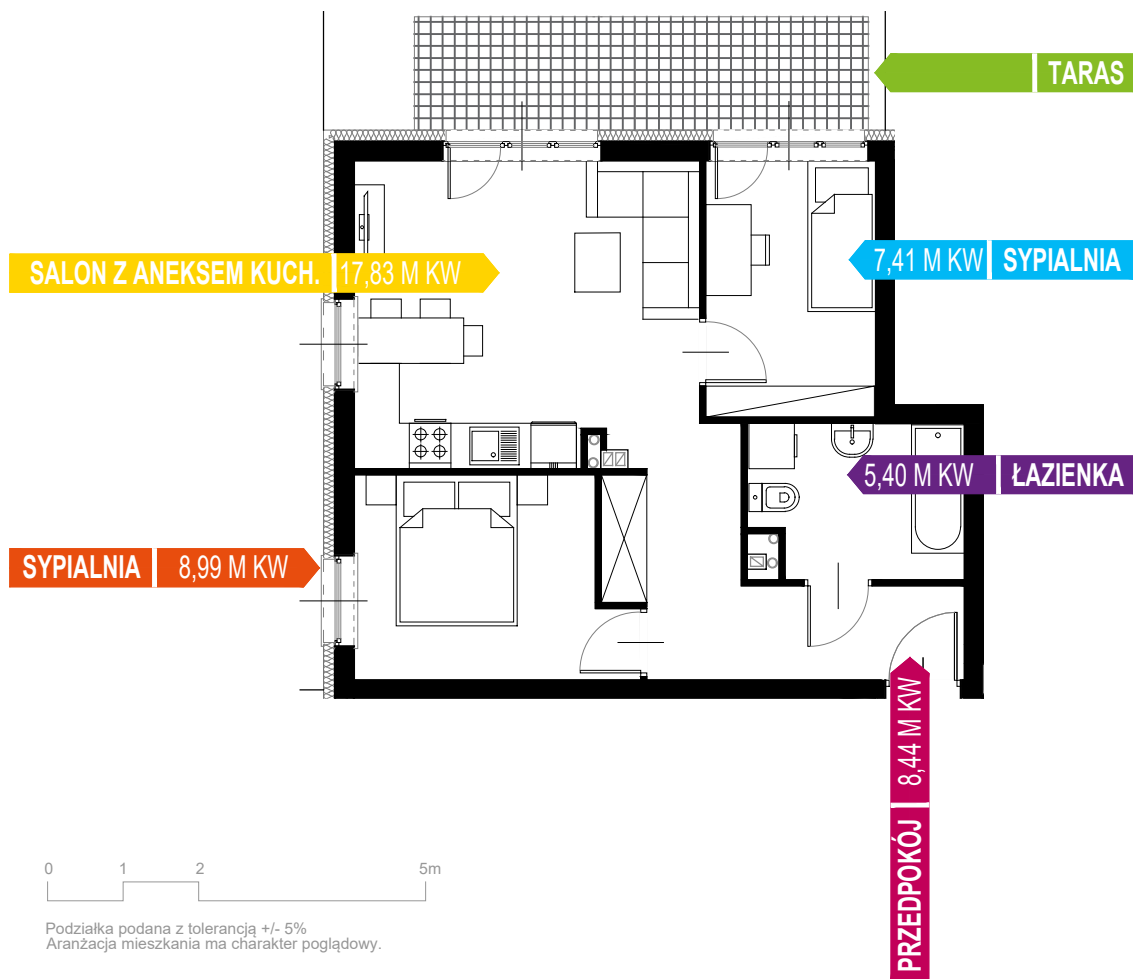 TARAS
SALON Z ANEKSEM KUCH. 17,83 M KW
7,41 M KW SYPIALNIA
5,40 M KW ŁAZIENKA
SYPIALNIA 8,99 M KW
PRZEDPOKÓJ 8,44 M KW
0 1 2 5m
Podziałka podana z tolerancją +/- 5%
Aranżacja mieszkania ma charakter poglądowy.